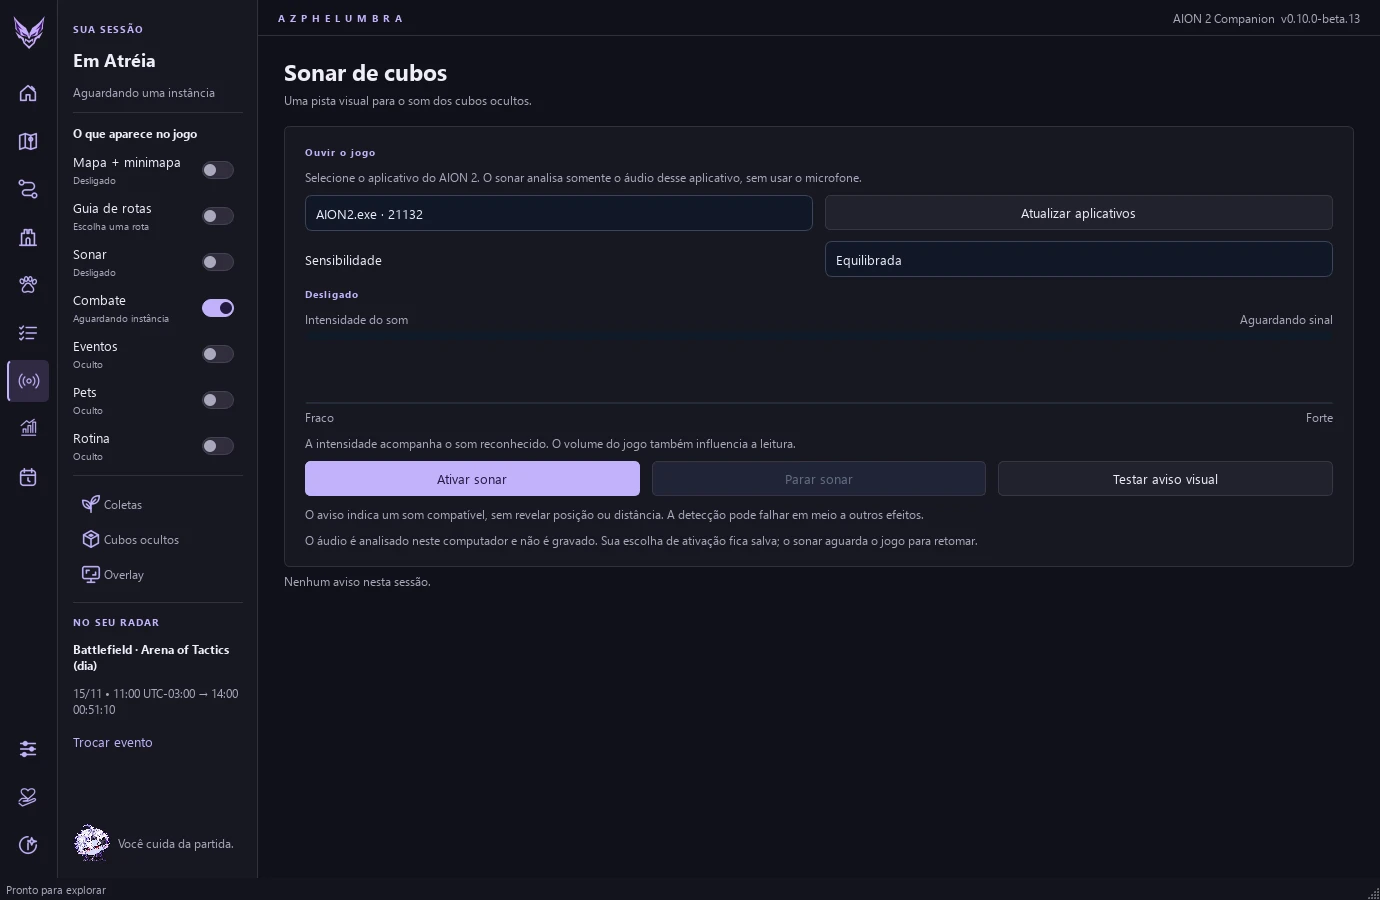 AZPHELUMBRA
AION 2 Companion v0.10.0-beta.13
SUA SESSÃO
Em Atréia
Aguardando uma instância
O que aparece no jogo
Mapa + minimapa
Desligado
Guia de rotas
Escolha uma rota
Sonar
Desligado
Combate
Aguardando instância
Eventos
Oculto
Pets
Oculto
Rotina
Oculto
Coletas
Cubos ocultos
Overlay
NO SEU RADAR
Battlefield · Arena of Tactics
(dia)
15/11 • 11:00 UTC-03:00 → 14:00
00:51:10
Trocar evento
Você cuida da partida.
Sonar de cubos
Uma pista visual para o som dos cubos ocultos.
Ouvir o jogo
Selecione o aplicativo do AION 2. O sonar analisa somente o áudio desse aplicativo, sem usar o microfone.
AION2.exe · 21132
Atualizar aplicativos
Sensibilidade
Equilibrada
Desligado
Intensidade do som
Aguardando sinal
Fraco
Forte
A intensidade acompanha o som reconhecido. O volume do jogo também influencia a leitura.
Ativar sonar
Parar sonar
Testar aviso visual
O aviso indica um som compatível, sem revelar posição ou distância. A detecção pode falhar em meio a outros efeitos.
O áudio é analisado neste computador e não é gravado. Sua escolha de ativação fica salva; o sonar aguarda o jogo para retomar.
Nenhum aviso nesta sessão.
Pronto para explorar